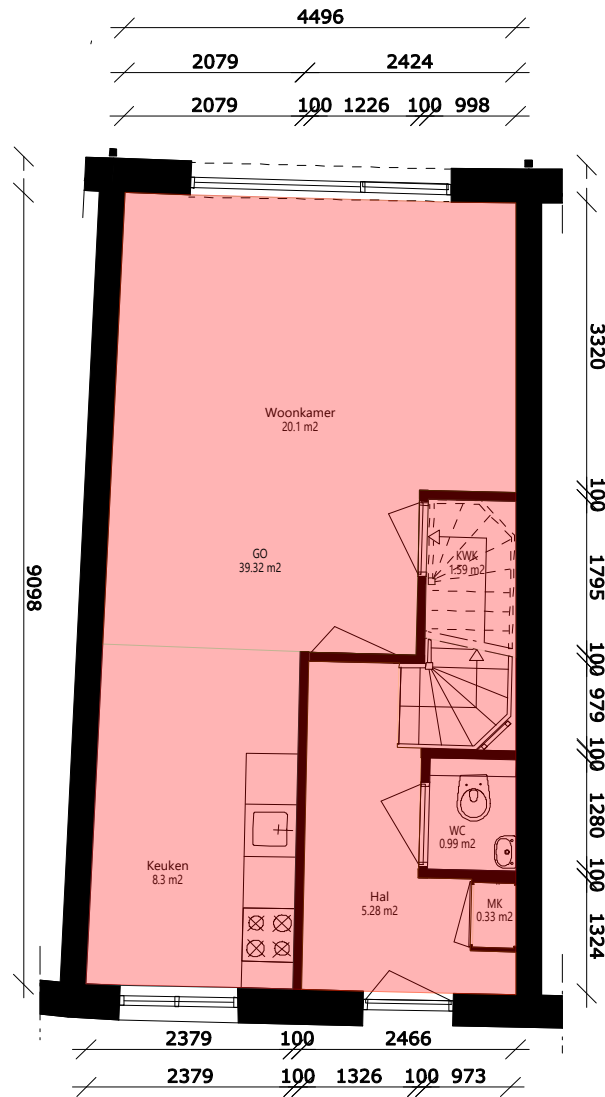 4496
2079 2424
2079 100 1226 100 998
3320
Woonkamer
20.1 m2
100
GO
39.32 m2
KWK
1.59 m2
1795
9098
100
979
100
1280
WC
0.99 m2
Keuken
8.3 m2
100
Hal
5.28 m2
MK
0.33 m2
1324
2379 100 2466
2379 100 1326 100 973